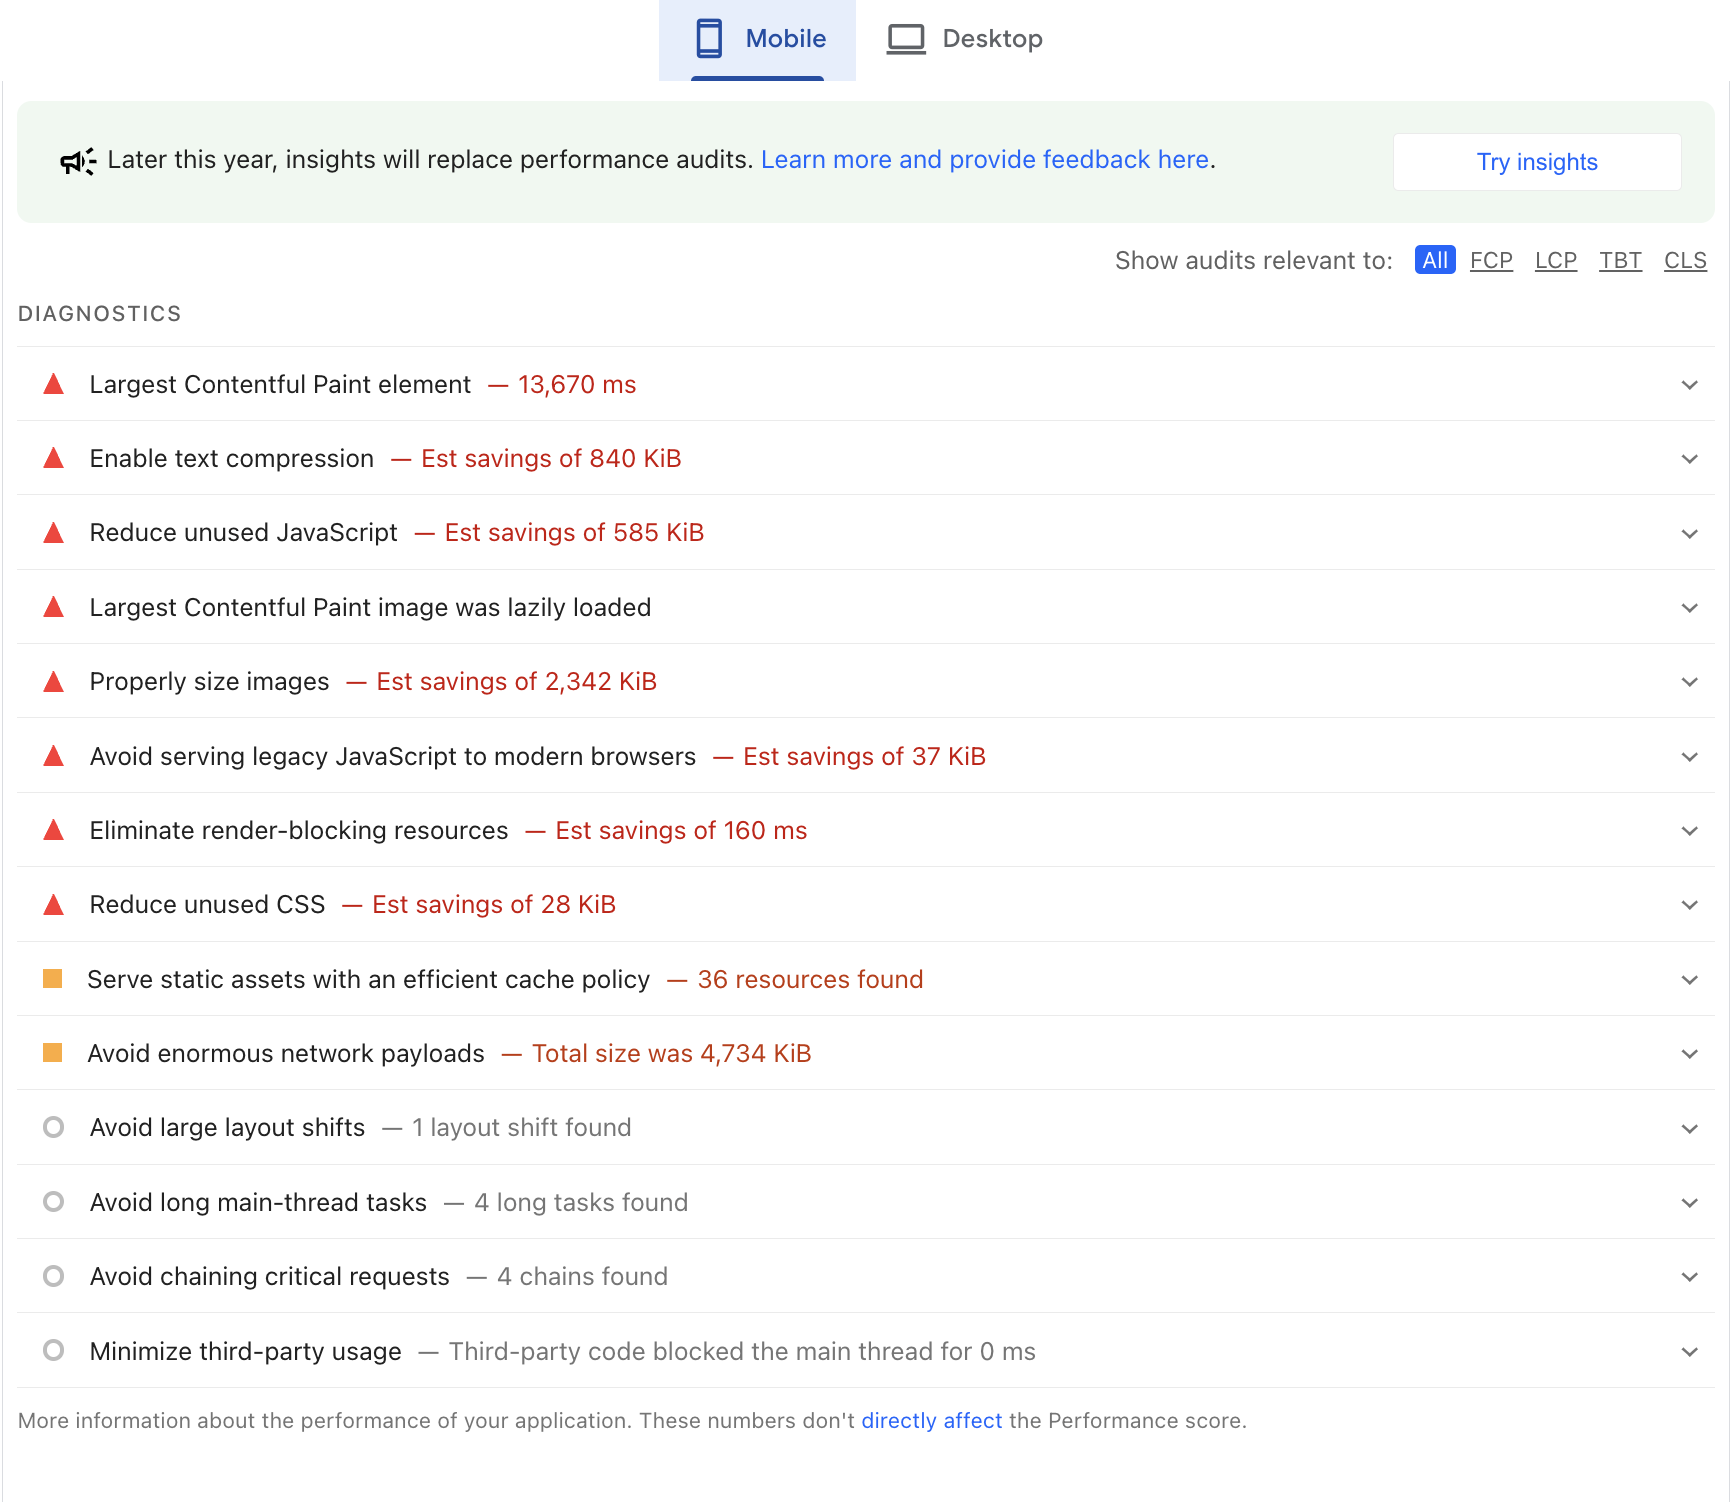 Mobile Desktop
Later this year, insights will replace performance audits. Learn more and provide feedback here. Try insights
Show audits relevant to: All FCP LCP TBT CLS
DIAGNOSTICS
Largest Contentful Paint element — 13,670 ms
Enable text compression — Est savings of 840 KiB
Reduce unused JavaScript — Est savings of 585 KiB
Largest Contentful Paint image was lazily loaded
Properly size images — Est savings of 2,342 KiB
Avoid serving legacy JavaScript to modern browsers — Est savings of 37 KiB
Eliminate render-blocking resources — Est savings of 160 ms
Reduce unused CSS — Est savings of 28 KiB
Serve static assets with an efficient cache policy — 36 resources found
Avoid enormous network payloads — Total size was 4,734 KiB
Avoid large layout shifts — 1 layout shift found
Avoid long main-thread tasks — 4 long tasks found
Avoid chaining critical requests — 4 chains found
Minimize third-party usage — Third-party code blocked the main thread for 0 ms
More information about the performance of your application. These numbers don't directly affect the Performance score.